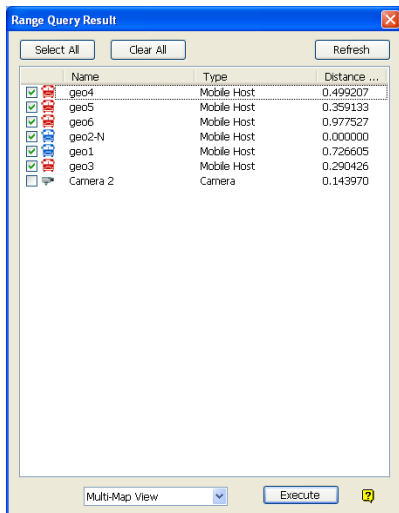 Range Query Result
Select All Clear All Refresh
Name Type Distance ...
geo4 Mobile Host 0.499207
geo5 Mobile Host 0.359133
geo6 Mobile Host 0.977527
geo2-N Mobile Host 0.000000
geo1 Mobile Host 0.726605
geo3 Mobile Host 0.290426
Camera 2 Camera 0.143970
Multi-Map View Execute ?